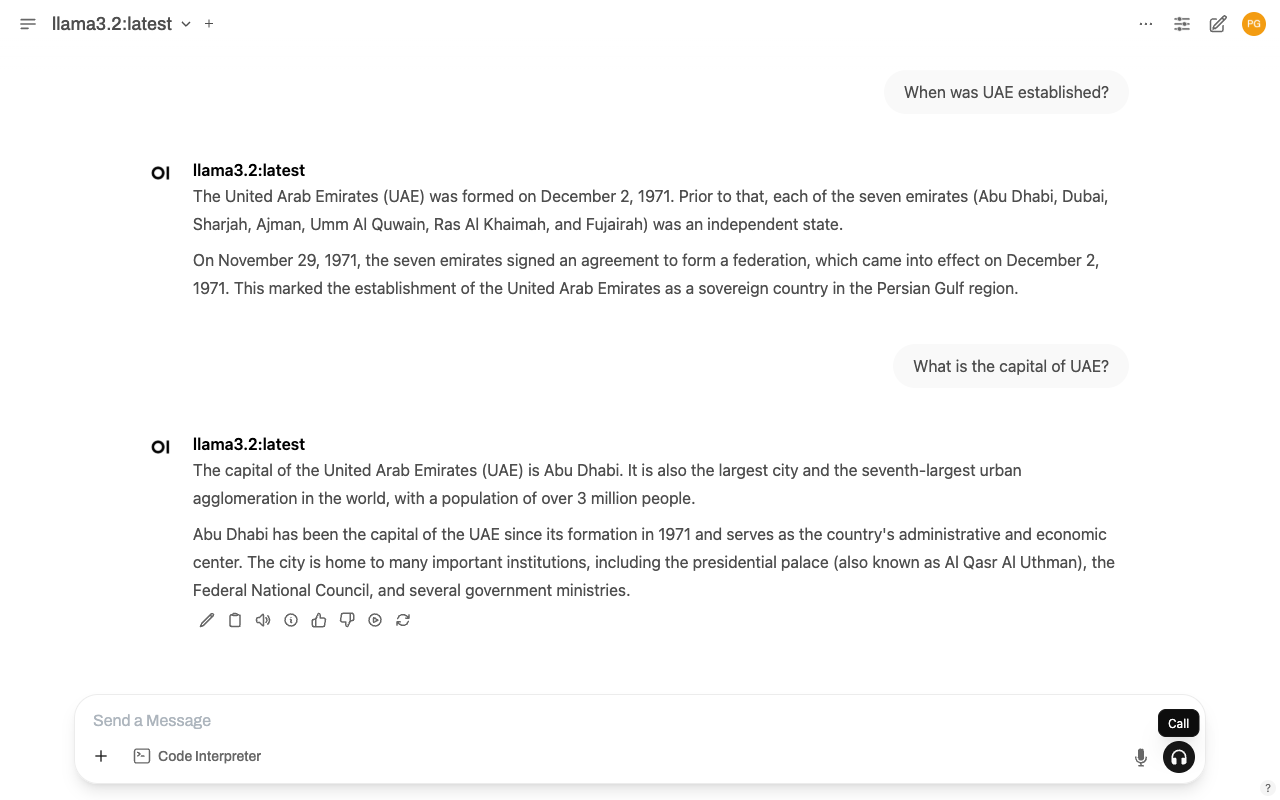 llama3.2:latest
PG
When was UAE established?
OI
llama3.2:latest
The United Arab Emirates (UAE) was formed on December 2, 1971. Prior to that, each of the seven emirates (Abu Dhabi, Dubai,
Sharjah, Ajman, Umm Al Quwain, Ras Al Khaimah, and Fujairah) was an independent state.
On November 29, 1971, the seven emirates signed an agreement to form a federation, which came into effect on December 2,
1971. This marked the establishment of the United Arab Emirates as a sovereign country in the Persian Gulf region.
What is the capital of UAE?
OI
llama3.2:latest
The capital of the United Arab Emirates (UAE) is Abu Dhabi. It is also the largest city and the seventh-largest urban
agglomeration in the world, with a population of over 3 million people.
Abu Dhabi has been the capital of the UAE since its formation in 1971 and serves as the country's administrative and economic
center. The city is home to many important institutions, including the presidential palace (also known as Al Qasr Al Uthman), the
Federal National Council, and several government ministries.
Send a Message
Call
Code Interpreter
?